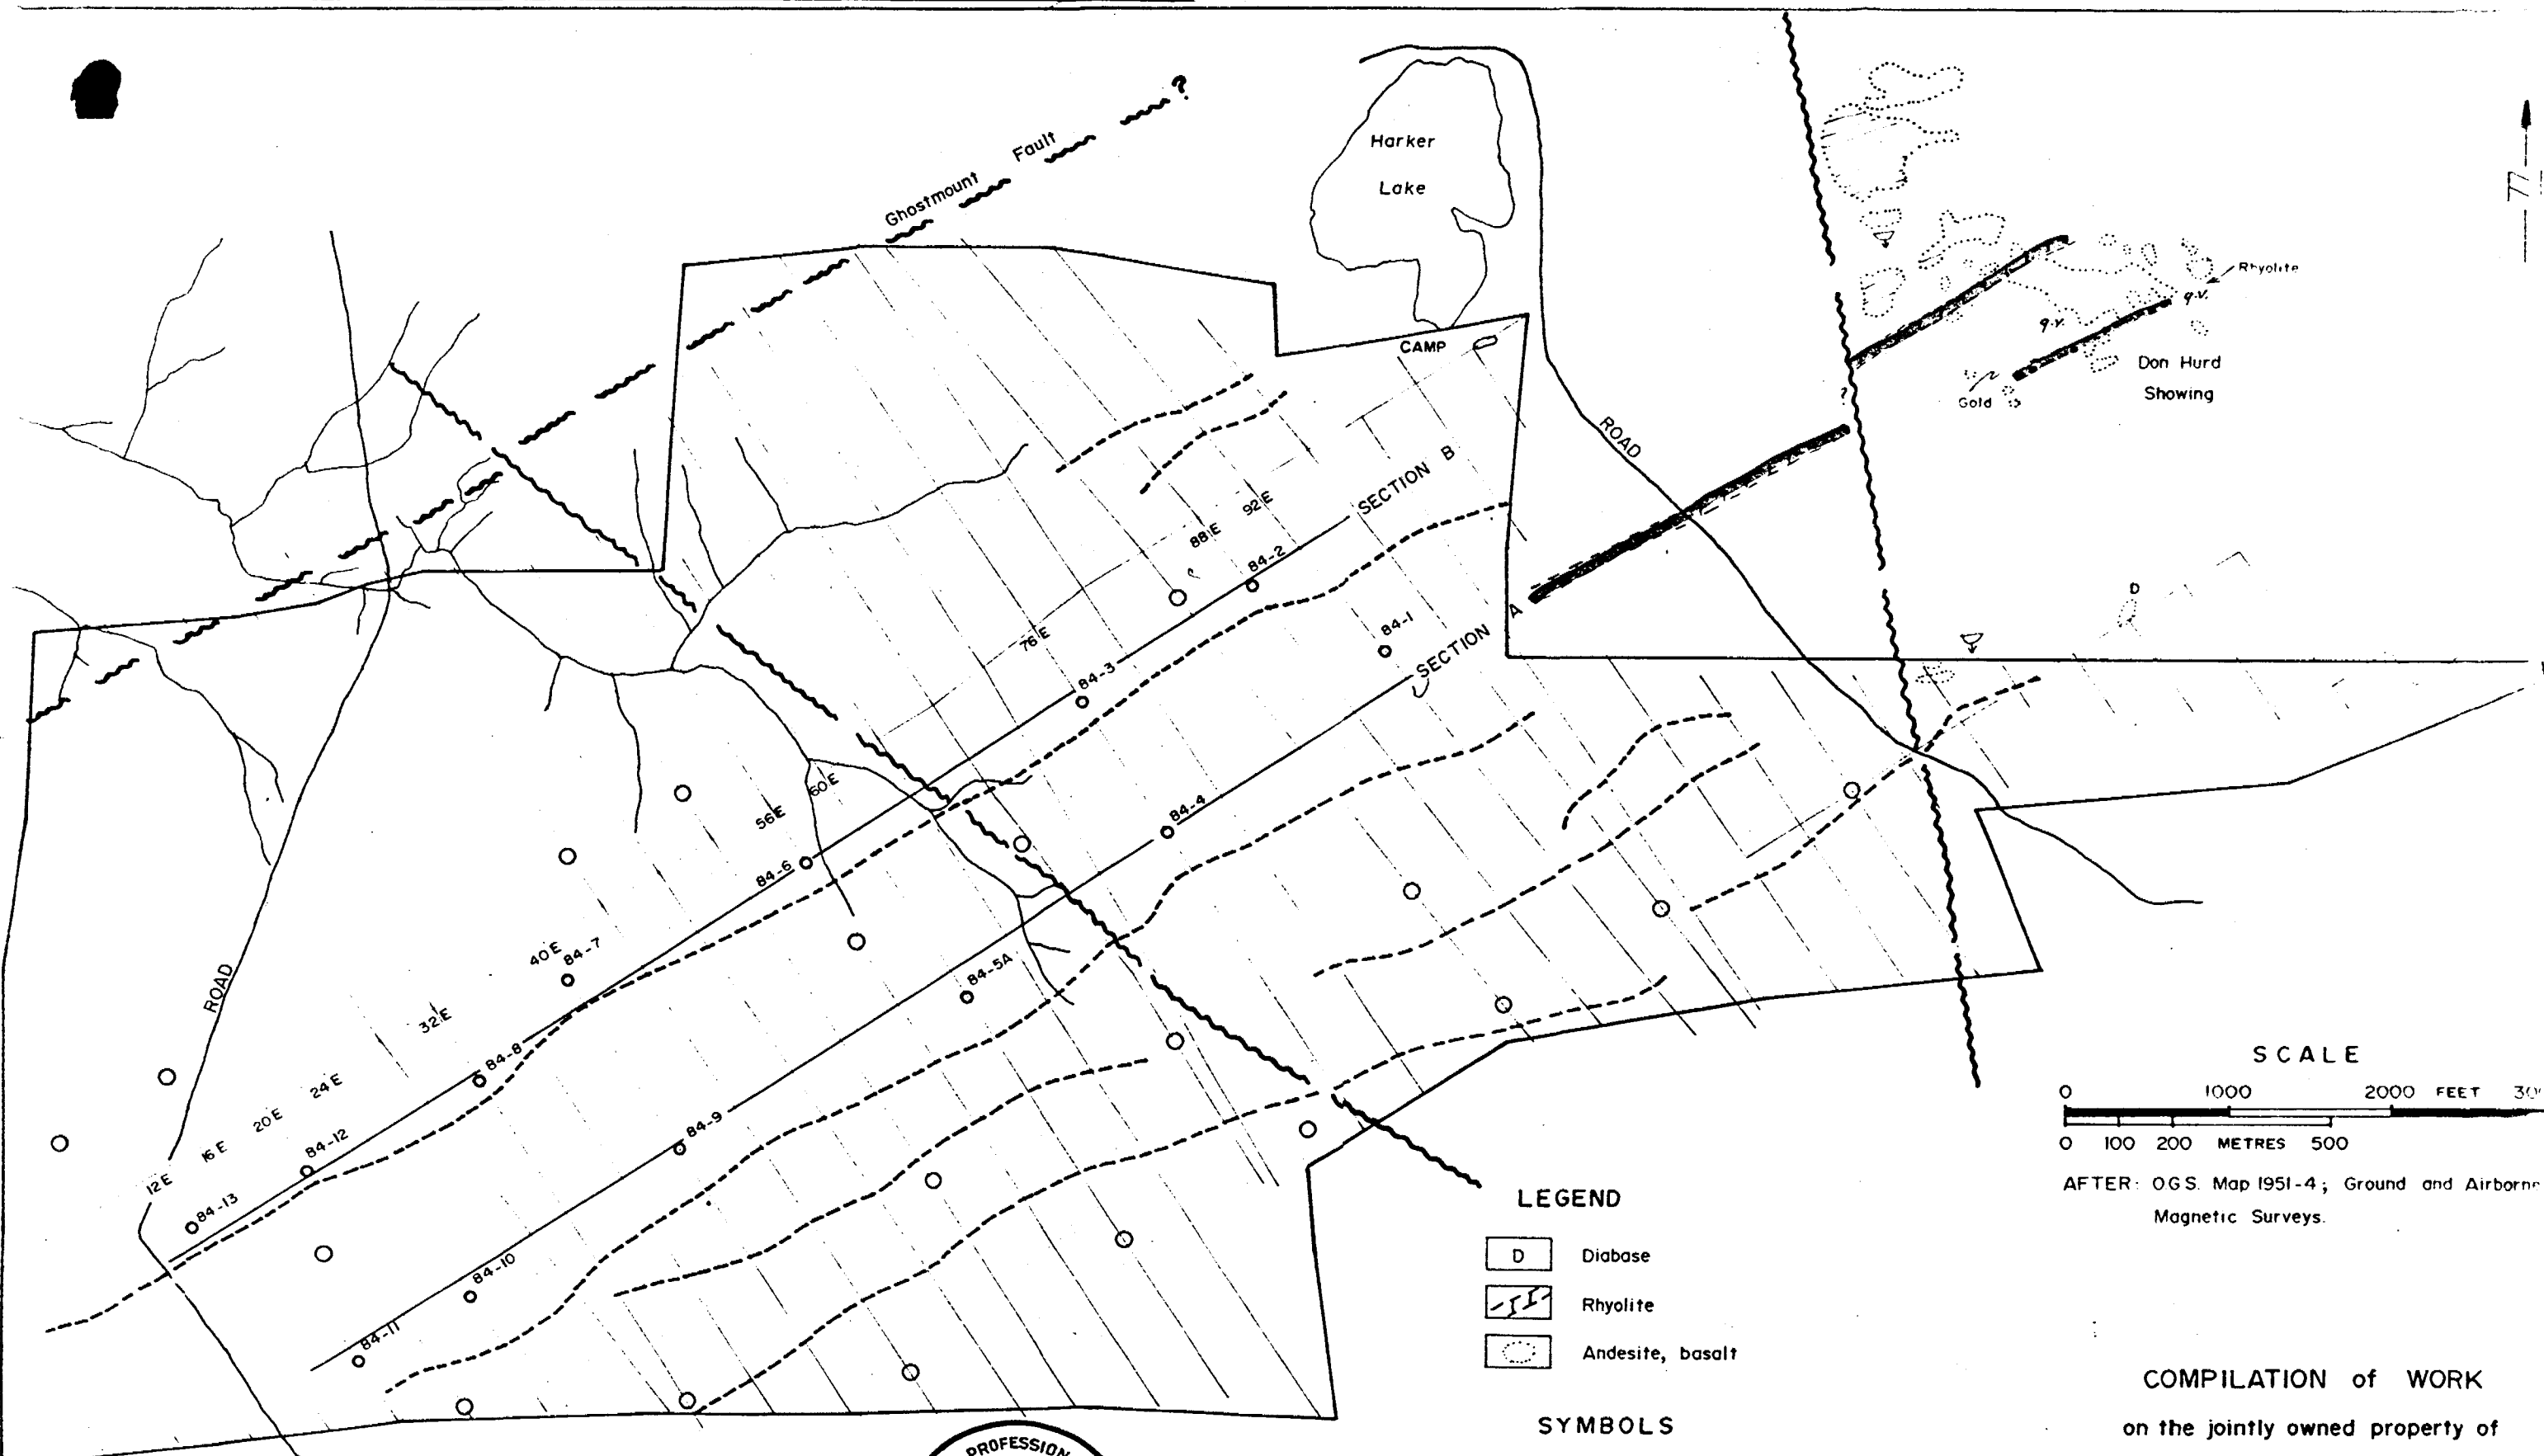 ?
Ghostmount Fault
Harker
Lake
CAMP
Rhyolite
q.v.
q.v.
Don Hurd
Showing
Gold
?
ROAD
SECTION B
92E
88E
84-2
76E
84-3
84-1
SECTION A
D
60E
56E
84-6
84-4
40E
84-7
84-5A
ROAD
32E
84-8
24E
20E
16E
12E
84-12
84-13
84-9
84-10
84-11
SCALE
0 1000 2000 FEET
0 100 200 METRES 500
AFTER: O.G.S. Map 1951-4; Ground and Airborne
Magnetic Surveys.
LEGEND
D Diabase
Rhyolite
Andesite, basalt
SYMBOLS
COMPILATION of WORK
on the jointly owned property of
PROFESSION